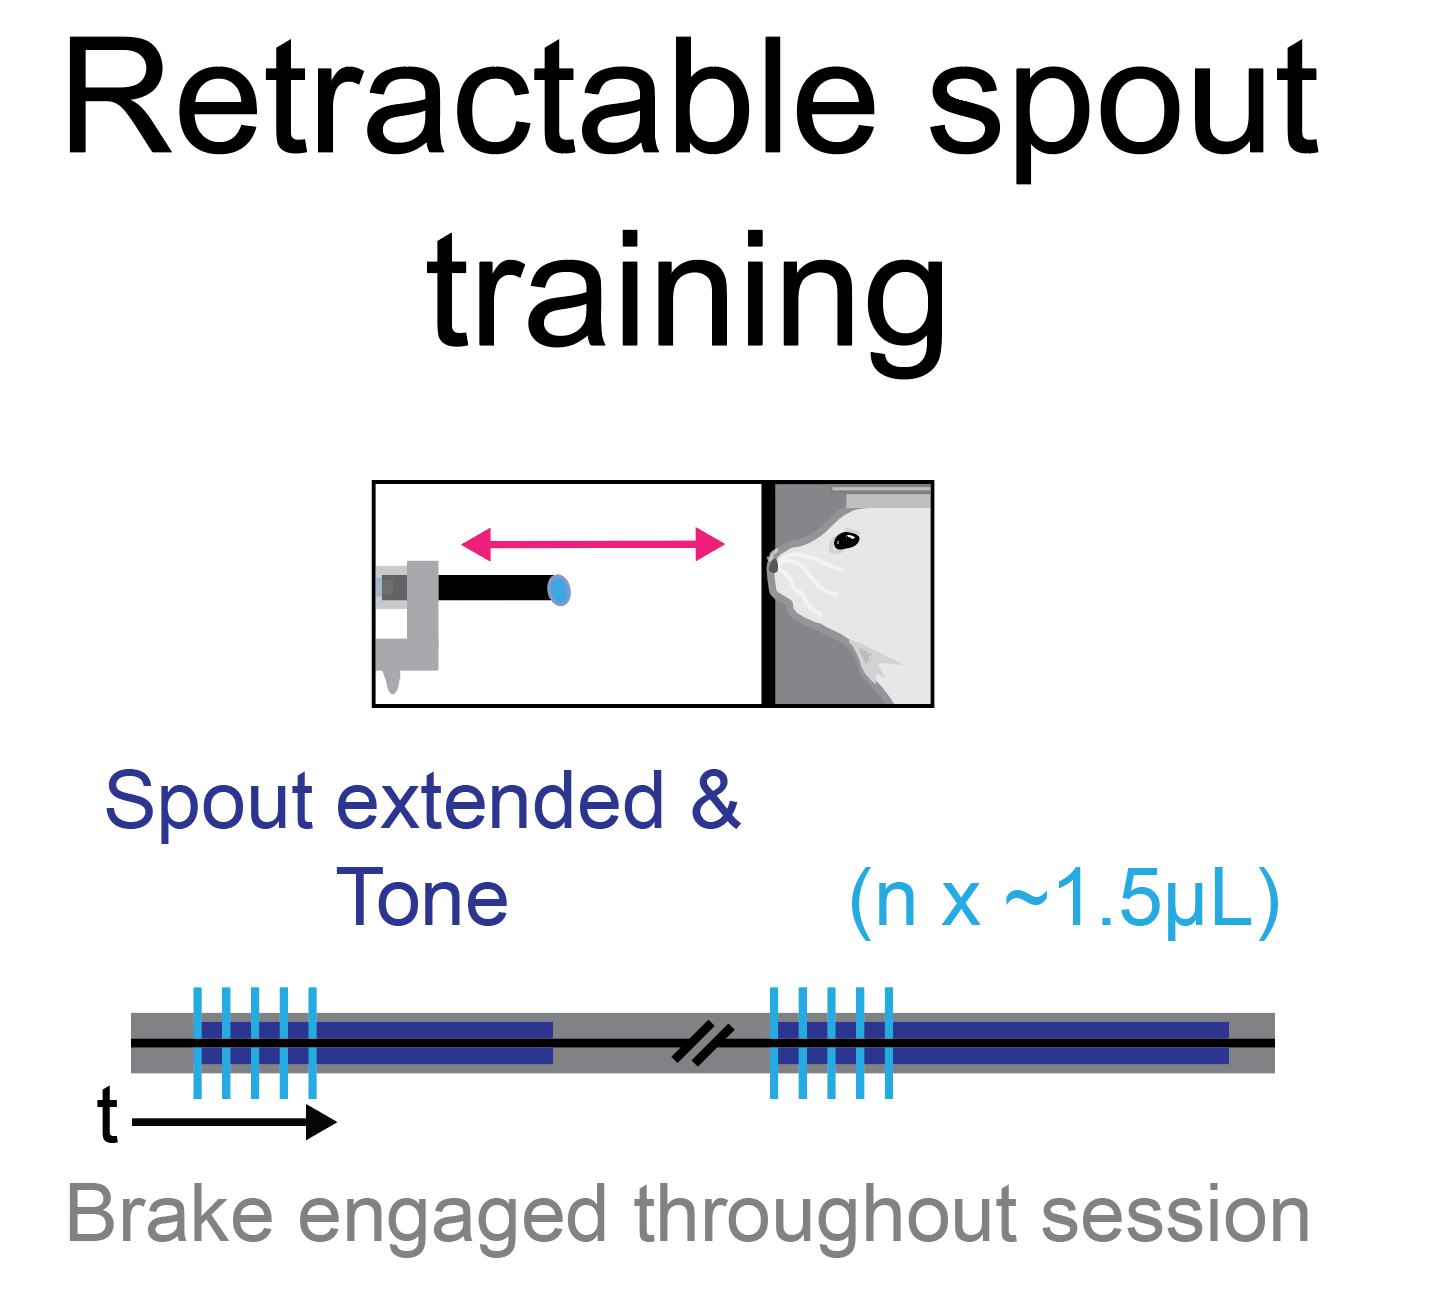 Retractable spout
training
Spout extended &
Tone
(n x ~1.5µL)
t
Brake engaged throughout session